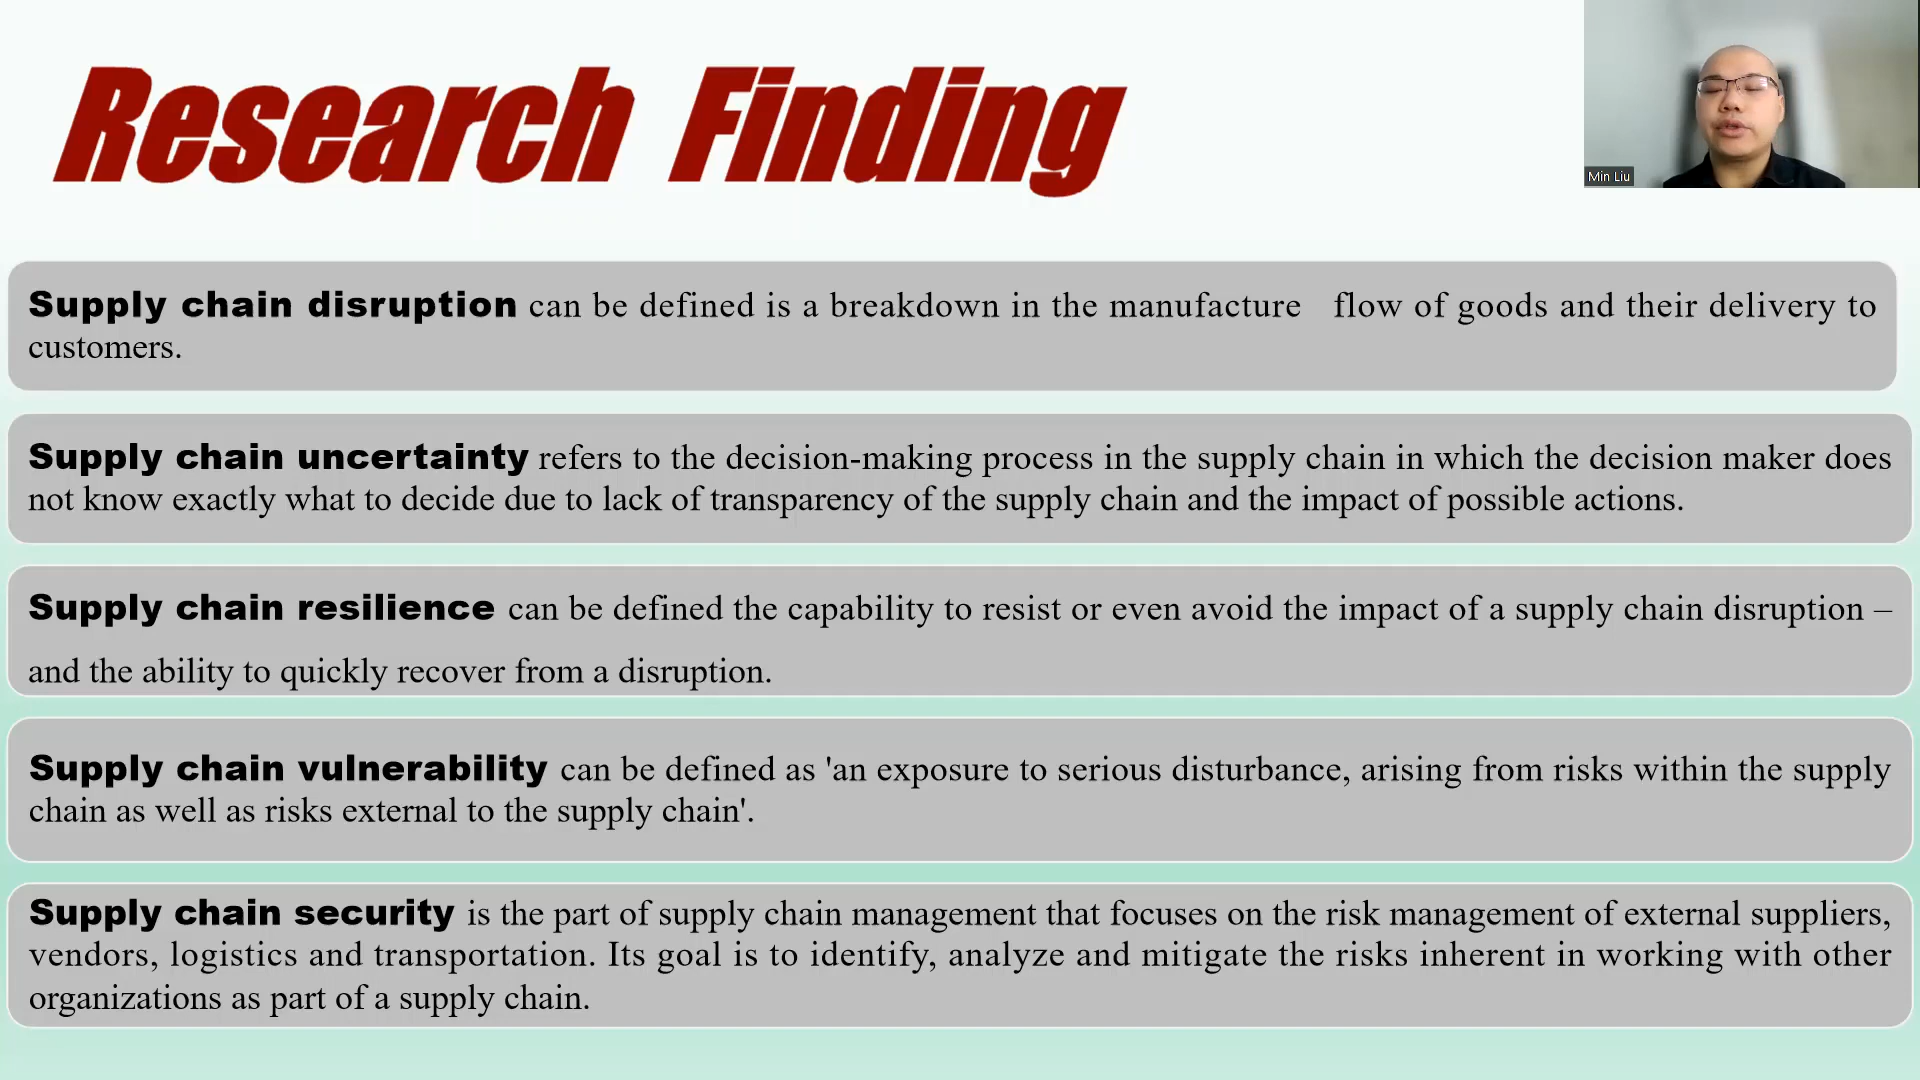 Research Finding
Min Liu
Supply chain disruption can be defined is a breakdown in the manufacture flow of goods and their delivery to
customers.
Supply chain uncertainty refers to the decision-making process in the supply chain in which the decision maker does
not know exactly what to decide due to lack of transparency of the supply chain and the impact of possible actions.
Supply chain resilience can be defined the capability to resist or even avoid the impact of a supply chain disruption –
and the ability to quickly recover from a disruption.
Supply chain vulnerability can be defined as 'an exposure to serious disturbance, arising from risks within the supply
chain as well as risks external to the supply chain'.
Supply chain security is the part of supply chain management that focuses on the risk management of external suppliers,
vendors, logistics and transportation. Its goal is to identify, analyze and mitigate the risks inherent in working with other
organizations as part of a supply chain.